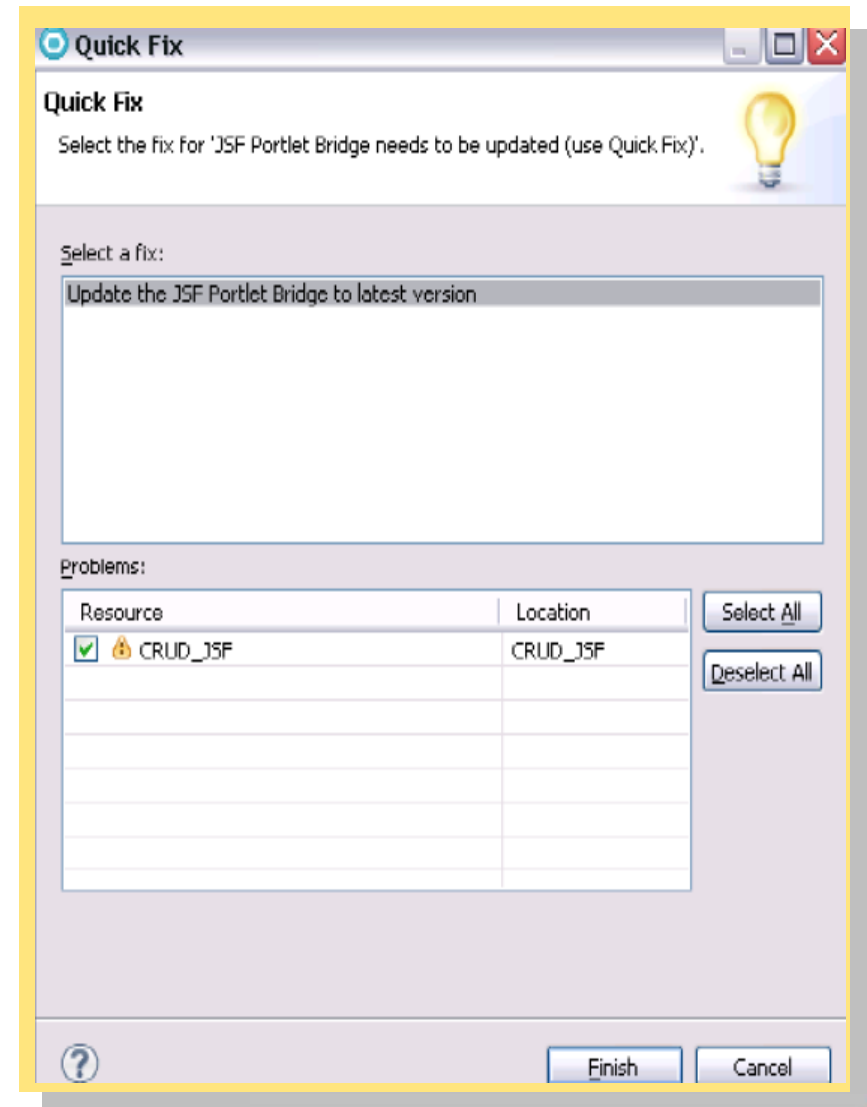 Quick Fix
Quick Fix
Select the fix for 'JSF Portlet Bridge needs to be updated (use Quick Fix)'.
Select a fix:
Update the JSF Portlet Bridge to latest version
Problems:
Resource Location
CRUD_JSF CRUD_JSF
Select All
Deselect All
?
Finish Cancel